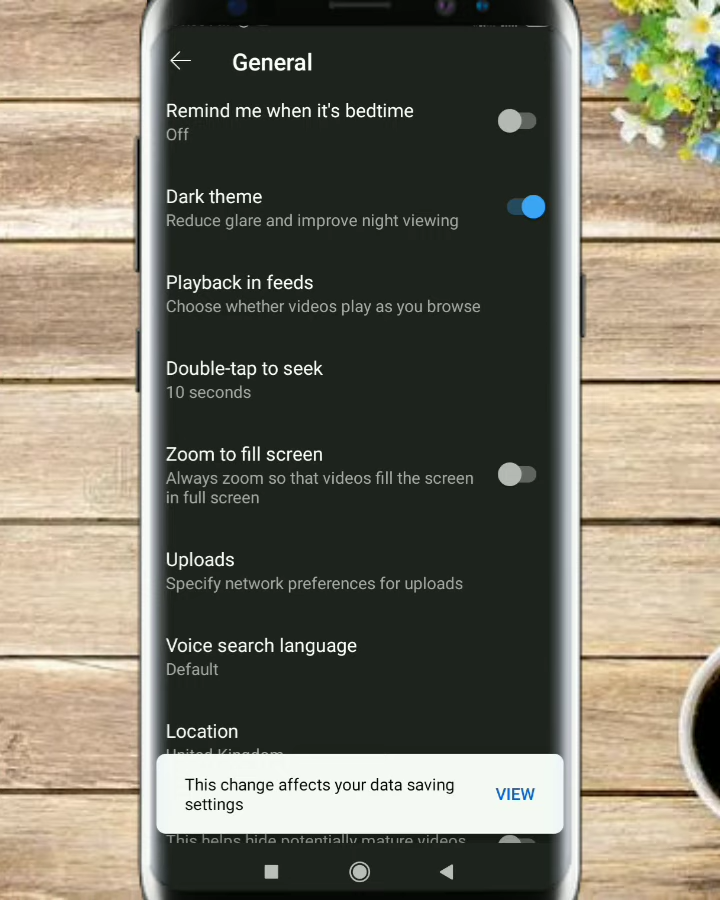 General
Remind me when it's bedtime
Off
Dark theme
Reduce glare and improve night viewing
Playback in feeds
Choose whether videos play as you browse
Double-tap to seek
10 seconds
Zoom to fill screen
Always zoom so that videos fill the screen
in full screen
Uploads
Specify network preferences for uploads
Voice search language
Default
Location
United Kingdom
This change affects your data saving
settings
VIEW
This helps hide potentially mature videos